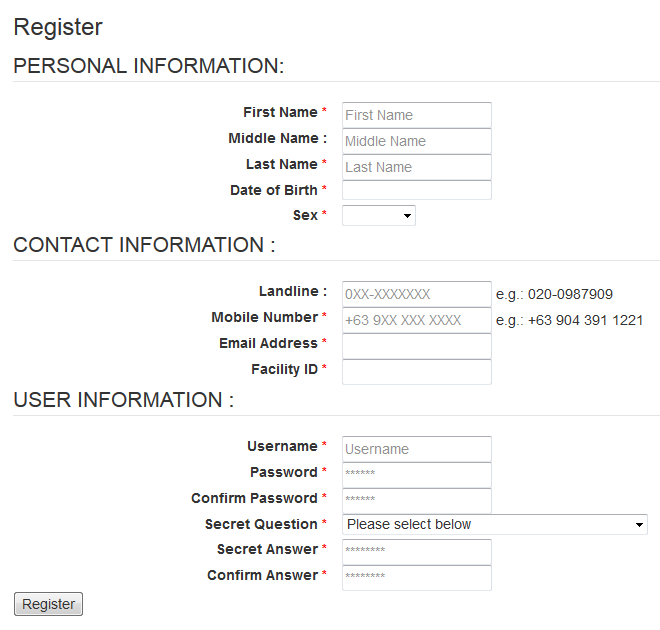 Register
PERSONAL INFORMATION:
First Name * First Name
Middle Name : Middle Name
Last Name * Last Name
Date of Birth *
Sex *
CONTACT INFORMATION :
Landline : 0XX-XXXXXXX e.g.: 020-0987909
Mobile Number * +63 9XX XXX XXXX e.g.: +63 904 391 1221
Email Address *
Facility ID *
USER INFORMATION :
Username * Username
Password * ******
Confirm Password * ******
Secret Question * Please select below
Secret Answer * ********
Confirm Answer * ********
Register